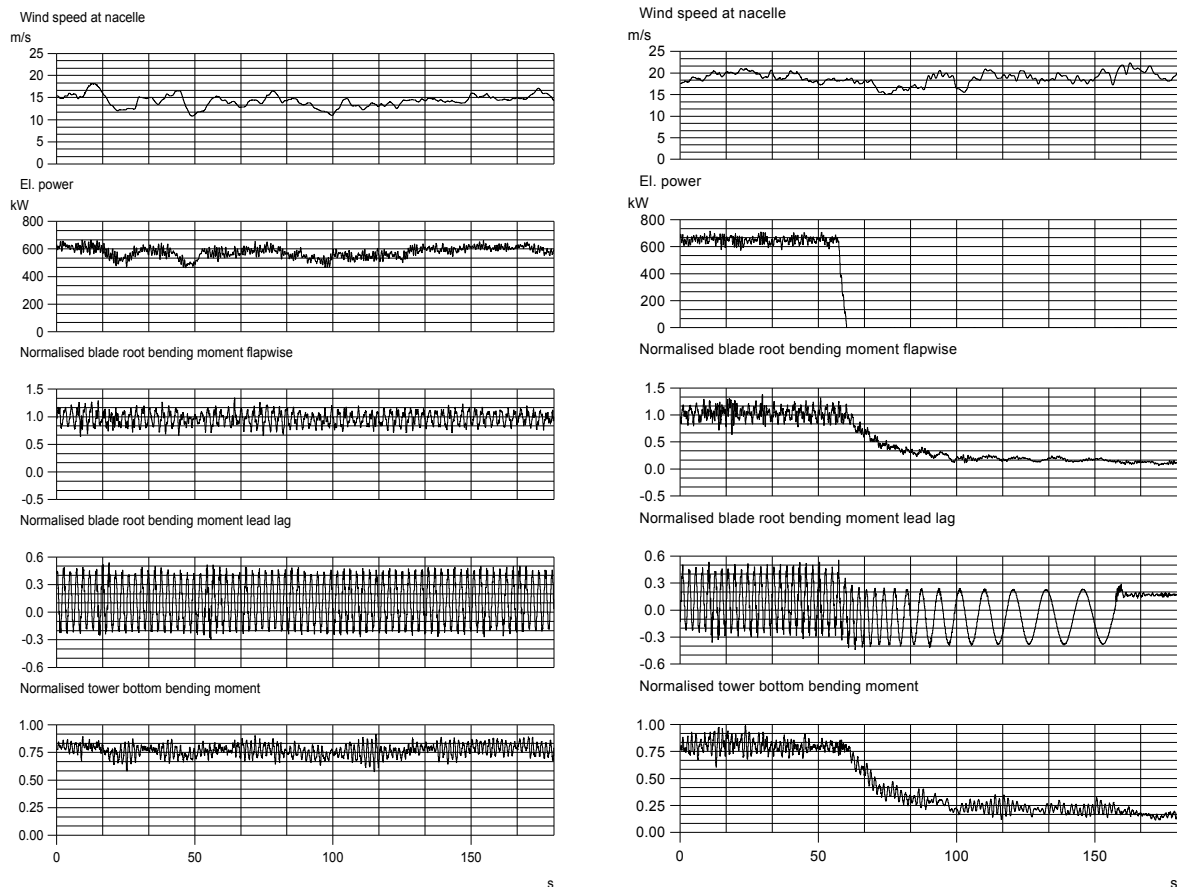 Wind speed at nacelle
m/s
25
20
15
10
5
0
El. power
kW
800
600
400
200
0
Normalised blade root bending moment flapwise
1.5
1.0
0.5
0.0
-0.5
Normalised blade root bending moment lead lag
0.6
0.3
0.0
-0.3
-0.6
Normalised tower bottom bending moment
1.00
0.75
0.50
0.25
0.00
0 50 100 150
s
Wind speed at nacelle
m/s
25
20
15
10
5
0
El. power
kW
800
600
400
200
0
Normalised blade root bending moment flapwise
1.5
1.0
0.5
0.0
-0.5
Normalised blade root bending moment lead lag
0.6
0.3
0.0
-0.3
-0.6
Normalised tower bottom bending moment
1.00
0.75
0.50
0.25
0.00
0 50 100 150
s